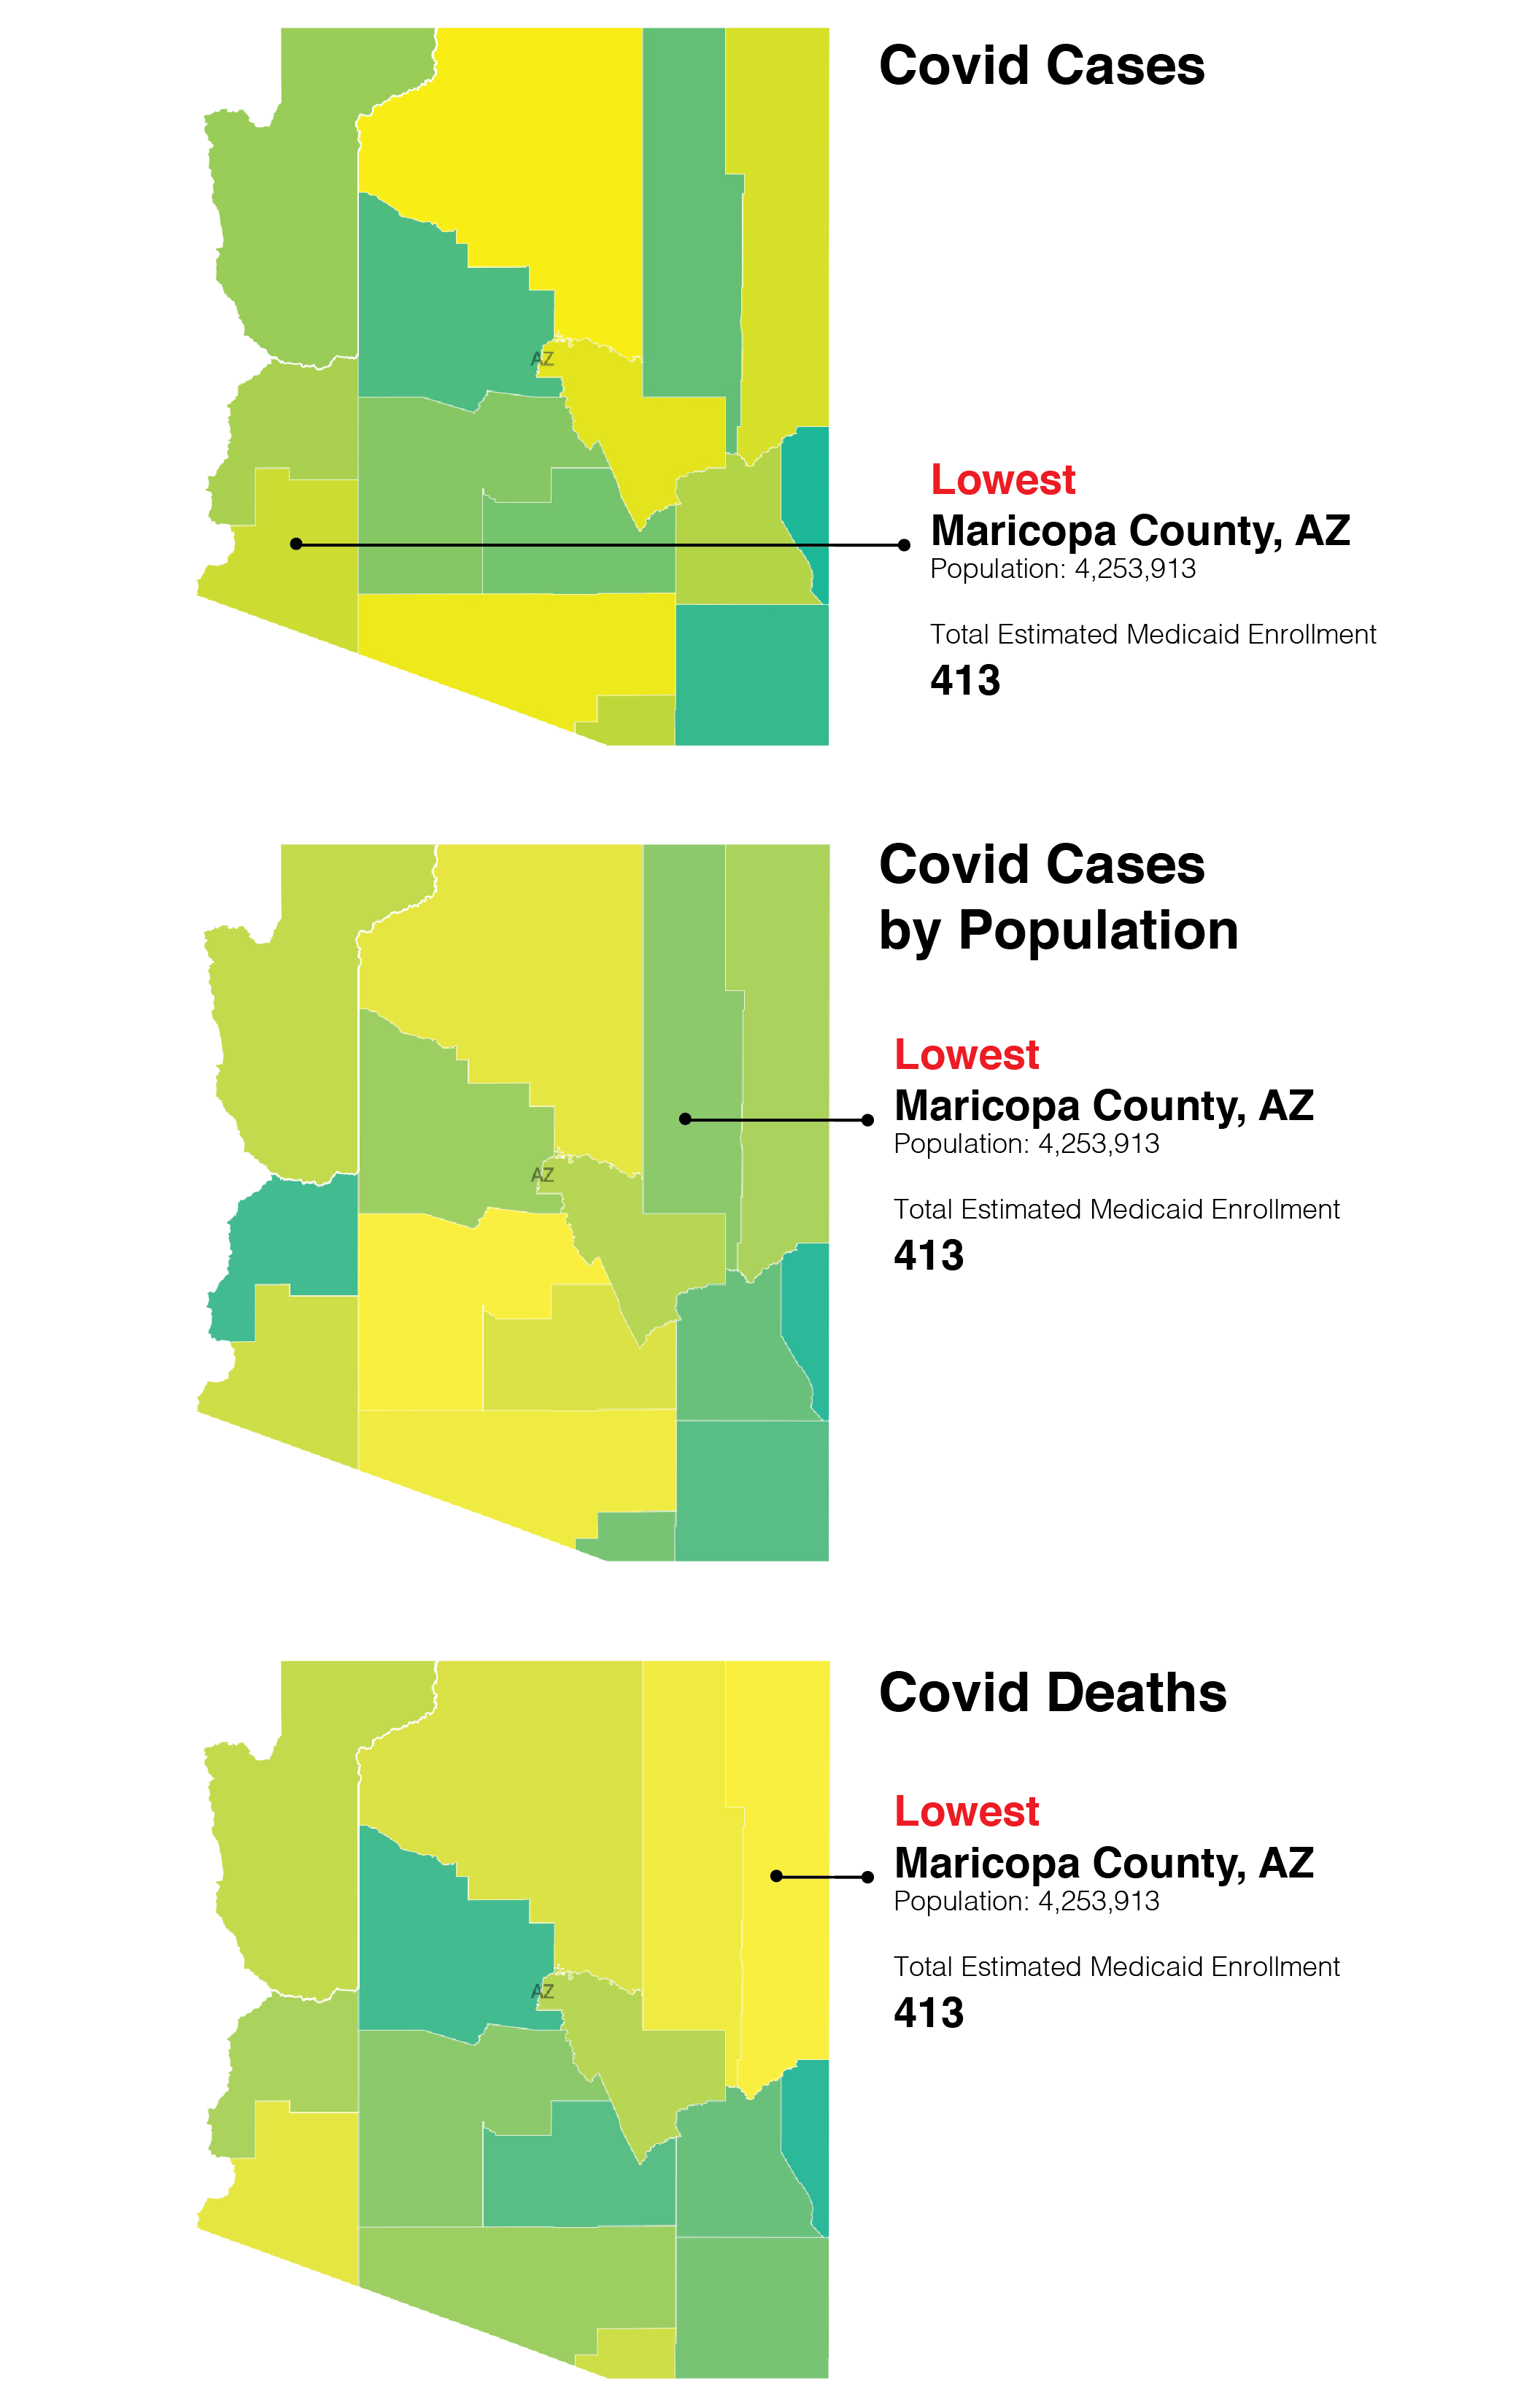 Covid Cases
AZ
Lowest
Maricopa County, AZ
Population: 4,253,913
Total Estimated Medicaid Enrollment
413
Covid Cases
by Population
Lowest
Maricopa County, AZ
Population: 4,253,913
AZ
Total Estimated Medicaid Enrollment
413
Covid Deaths
Lowest
Maricopa County, AZ
Population: 4,253,913
Total Estimated Medicaid Enrollment
AZ
413